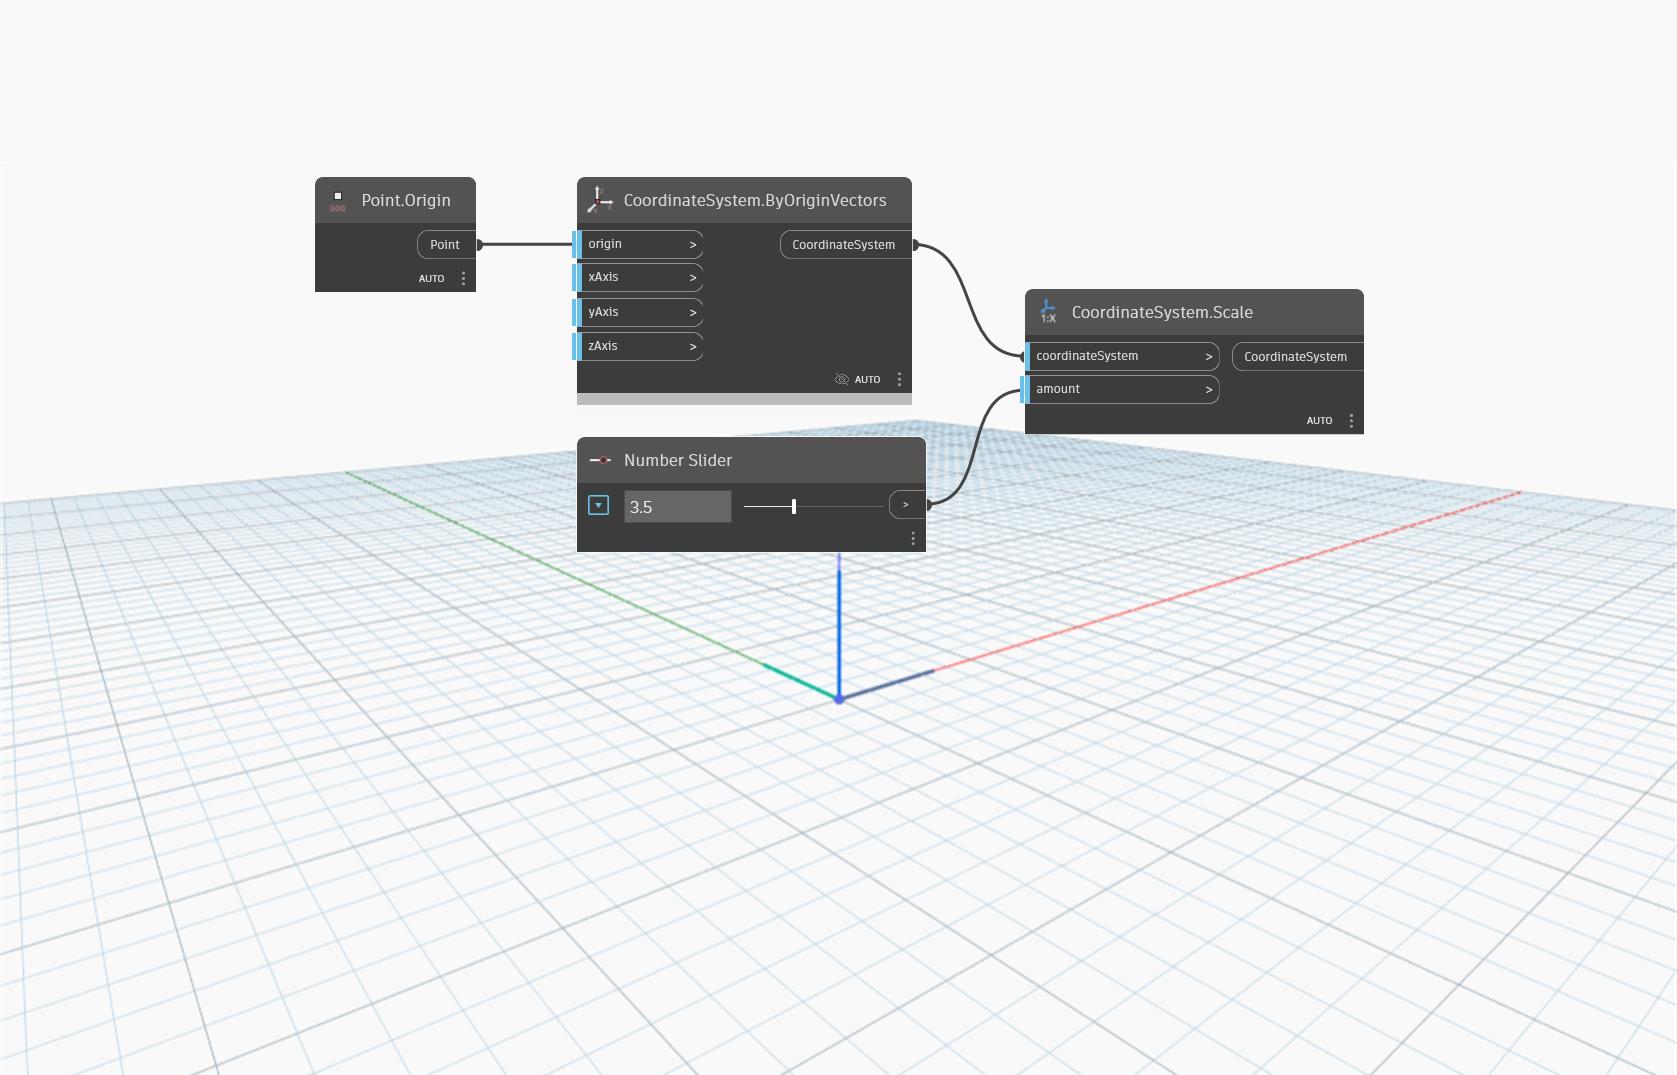 Point.Origin
Point
AUTO
CoordinateSystem.ByOriginVectors
origin >
CoordinateSystem
xAxis >
yAxis >
zAxis >
AUTO
CoordinateSystem.Scale
1:X
coordinateSystem >
CoordinateSystem
amount >
AUTO
Number Slider
3.5
>